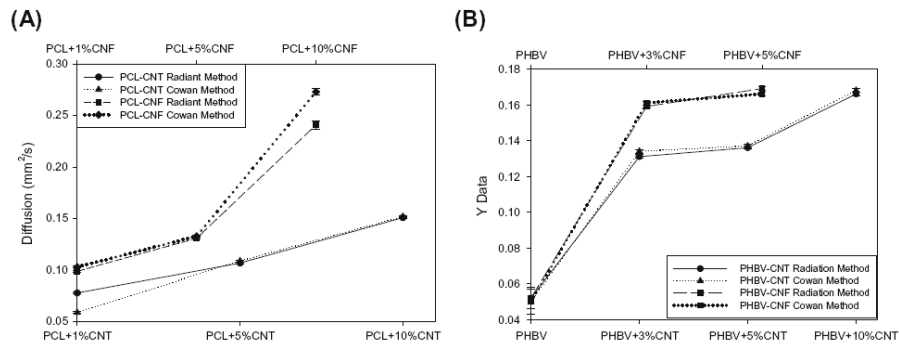 (A)
PCL+1%CNF PCL+5%CNF PCL+10%CNF
0.30
0.25
0.20
0.15
0.10
0.05
Diffusion (mm²/s)
PCL-CNT Radiant Method
PCL-CNT Cowan Method
PCL-CNF Radiant Method
PCL-CNF Cowan Method
PCL+1%CNT PCL+5%CNT PCL+10%CNT
(B)
PHBV PHBV+3%CNF PHBV+5%CNF
0.18
0.16
0.14
0.12
0.10
0.08
0.06
0.04
Y Data
PHBV-CNT Radiation Method
PHBV-CNT Cowan Method
PHBV-CNF Radiation Method
PHBV-CNF Cowan Method
PHBV PHBV+3%CNT PHBV+5%CNT PHBV+10%CNT